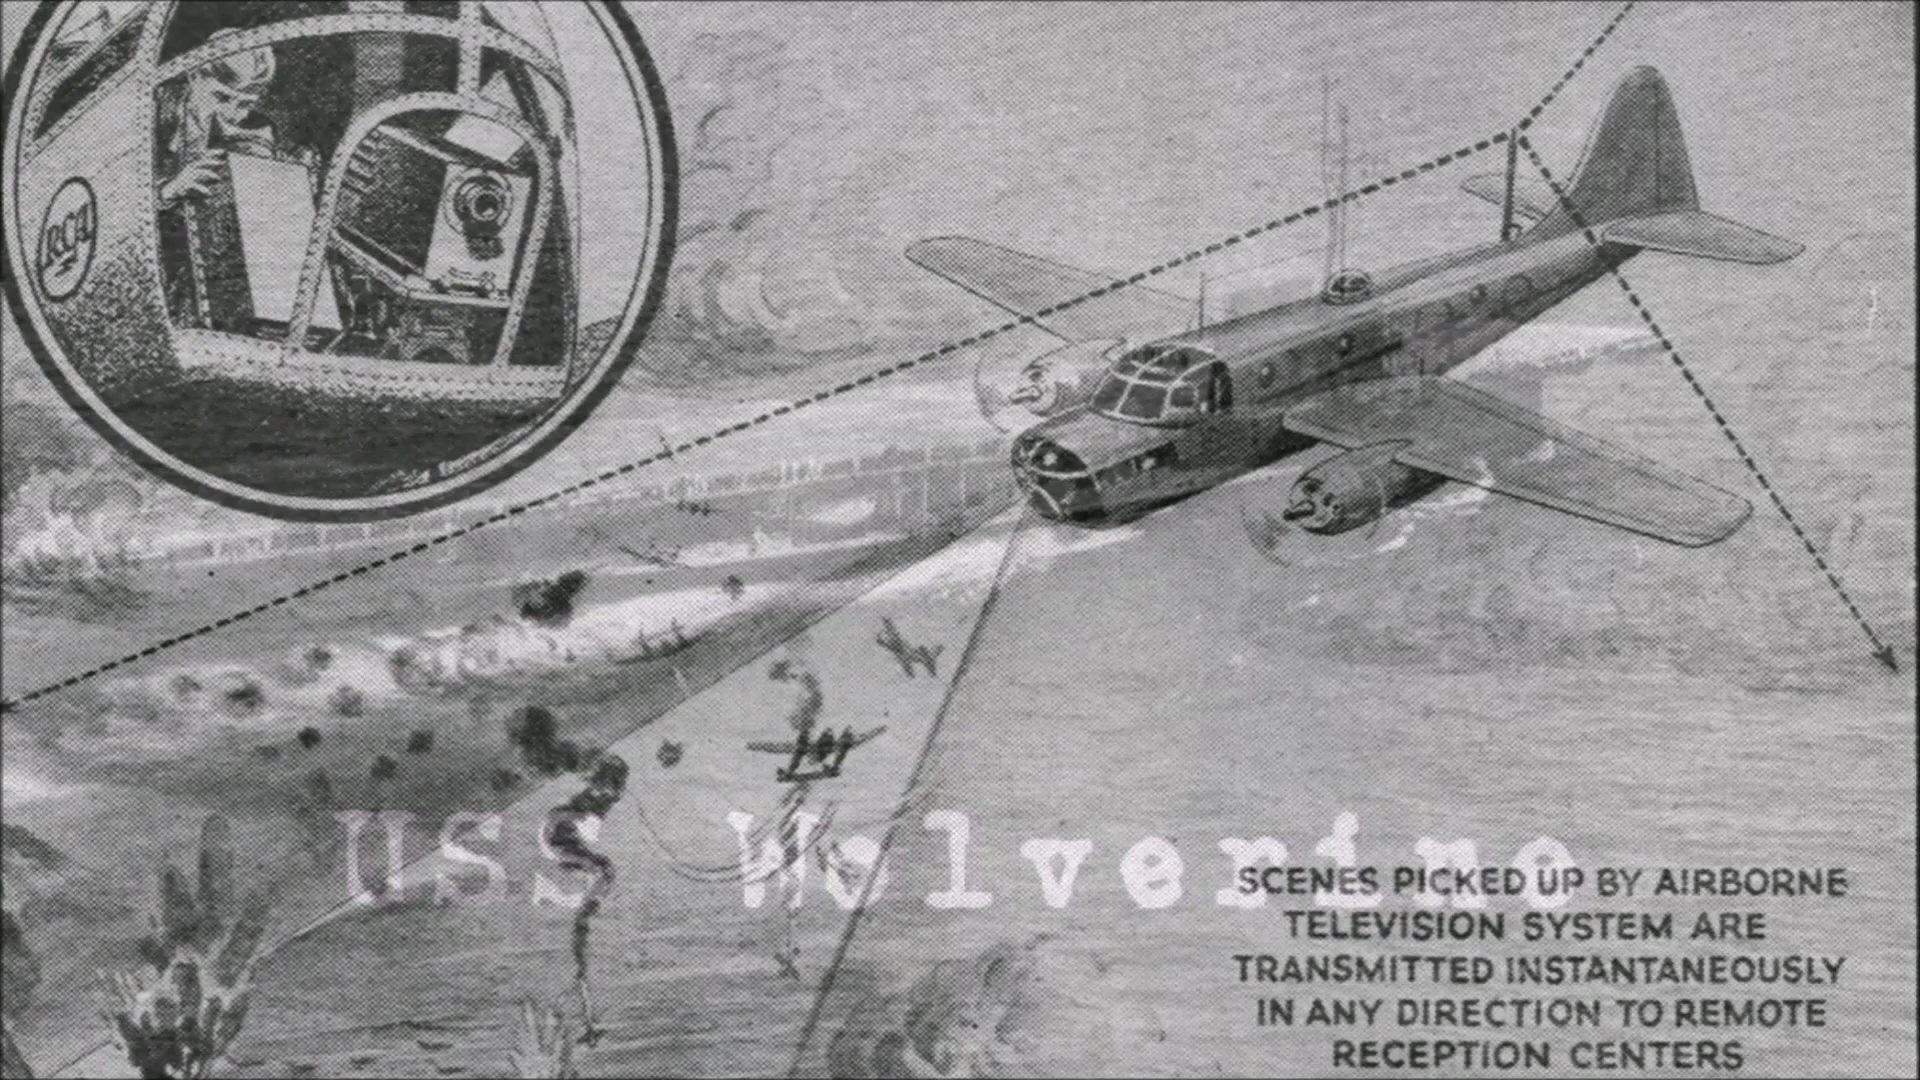 RCA
USS Wolverine
SCENES PICKED UP BY AIRBORNE
TELEVISION SYSTEM ARE
TRANSMITTED INSTANTANEOUSLY
IN ANY DIRECTION TO REMOTE
RECEPTION CENTERS